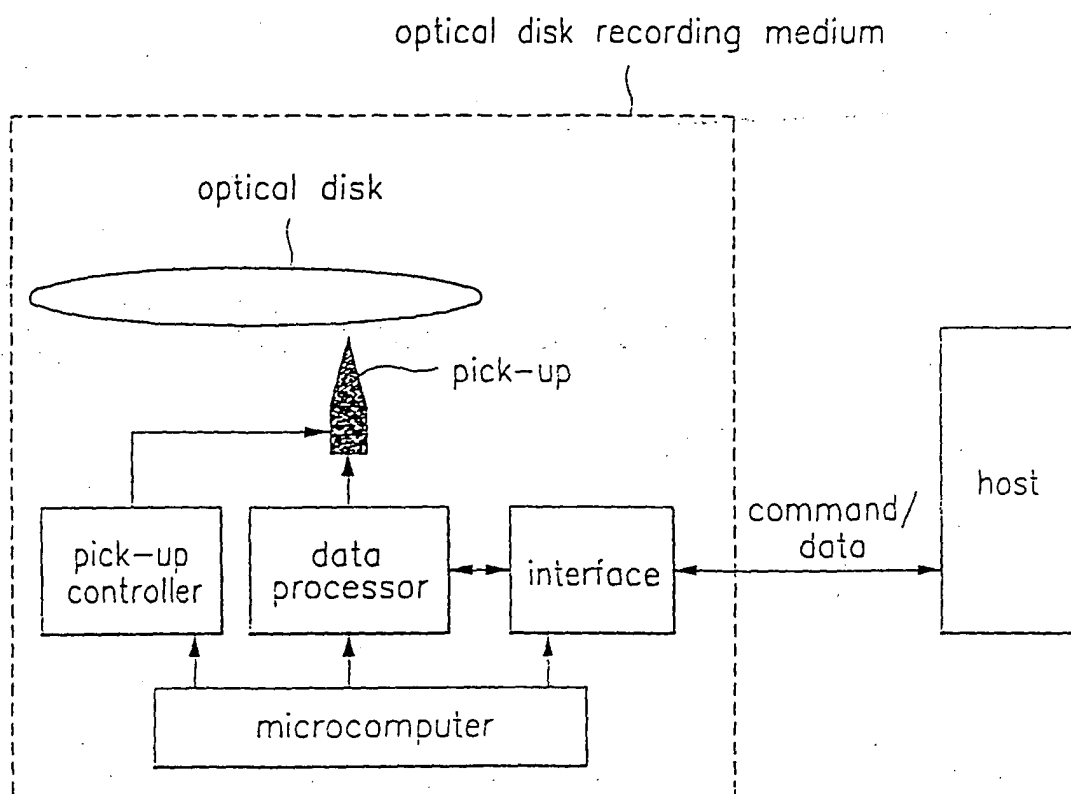 optical disk recording medium
optical disk
pick-up
host
command/
data
pick-up
controller
data
processor
interface
microcomputer